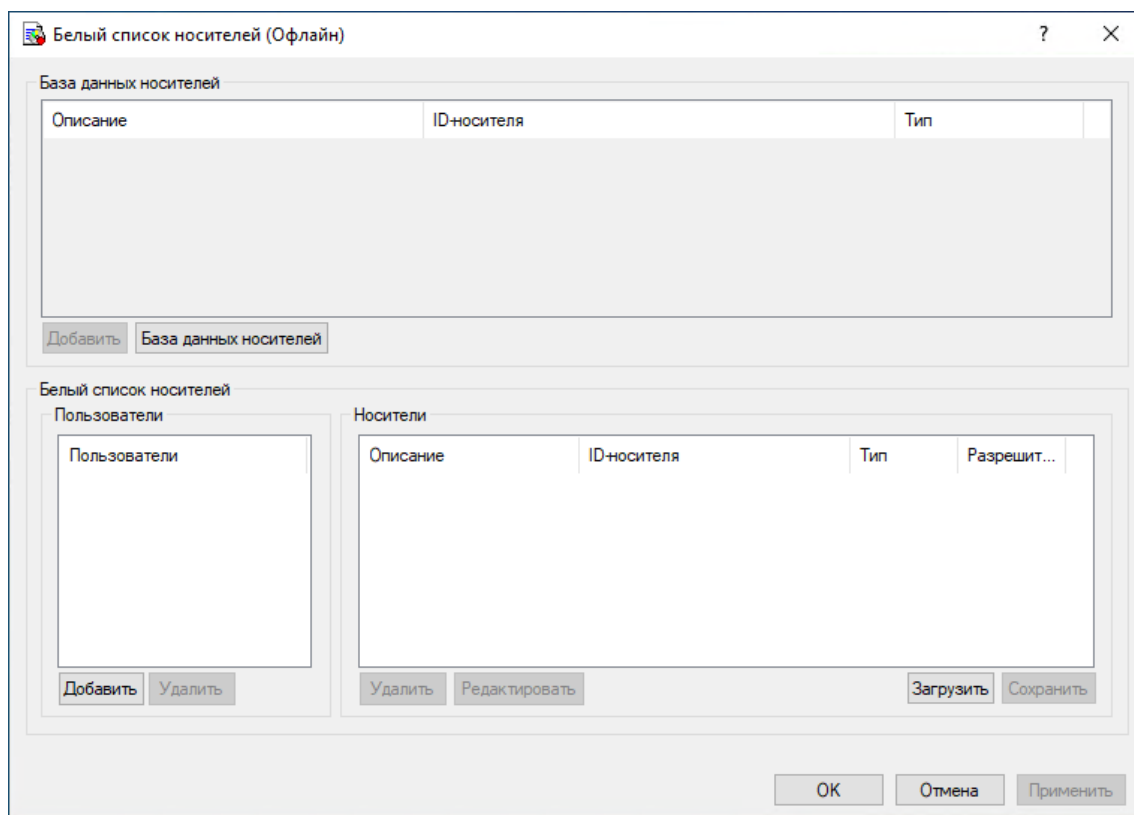 Белый список носителей (Офлайн) ?
База данных носителей
Описание ID-носителя Тип
Добавить База данных носителей
Белый список носителей
Пользователи Носители
Пользователи Описание ID-носителя Тип Разрешит...
Добавить Удалить Удалить Редактировать Загрузить Сохранить
OK Отмена Применить